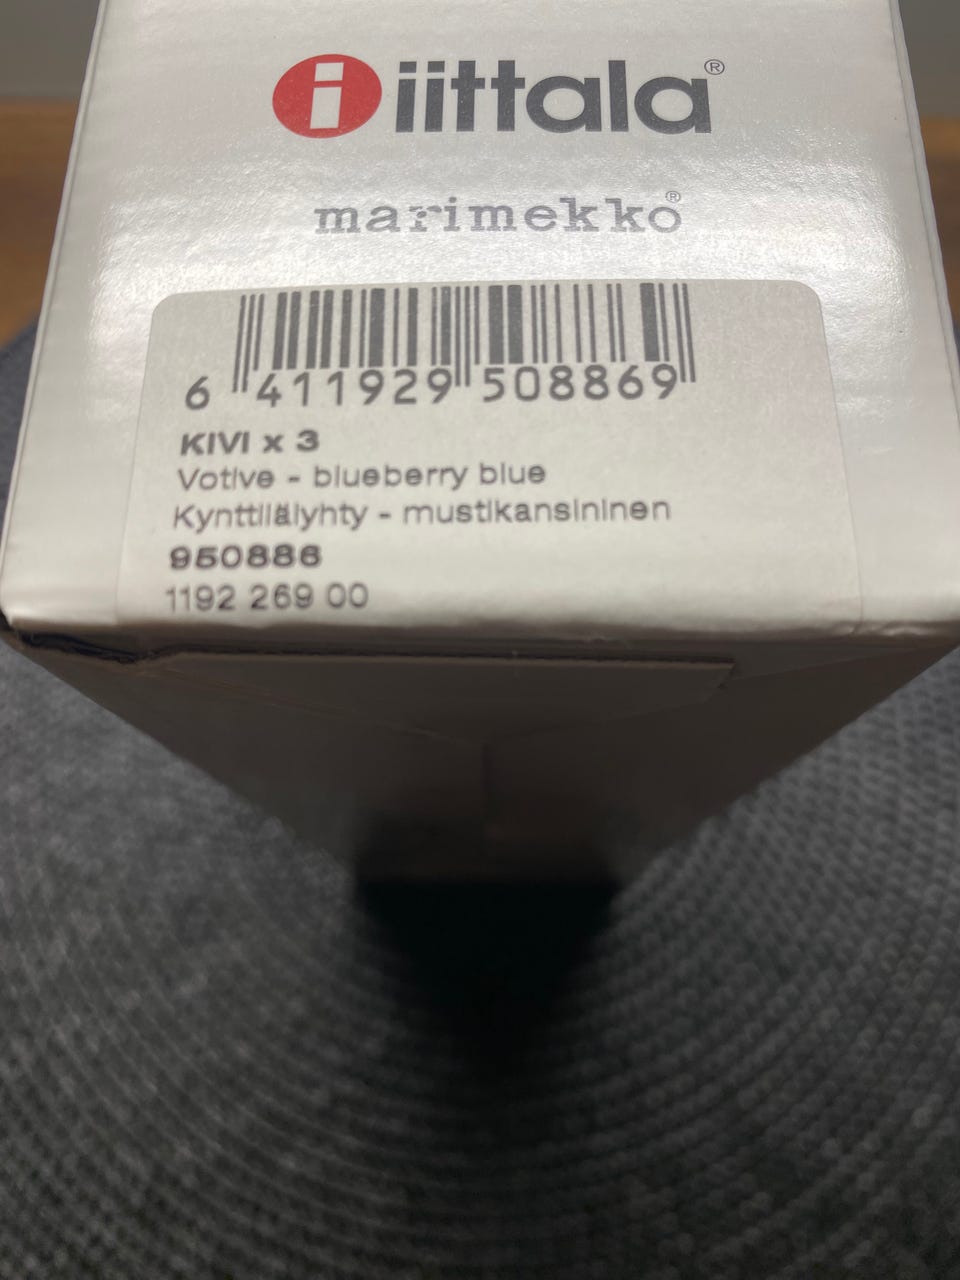 i iittala®
marimekko®
6 411929 508869
KIVI x 3
Votive - blueberry blue
Kynttilälyhty - mustikansininen
950886
1192 269 00